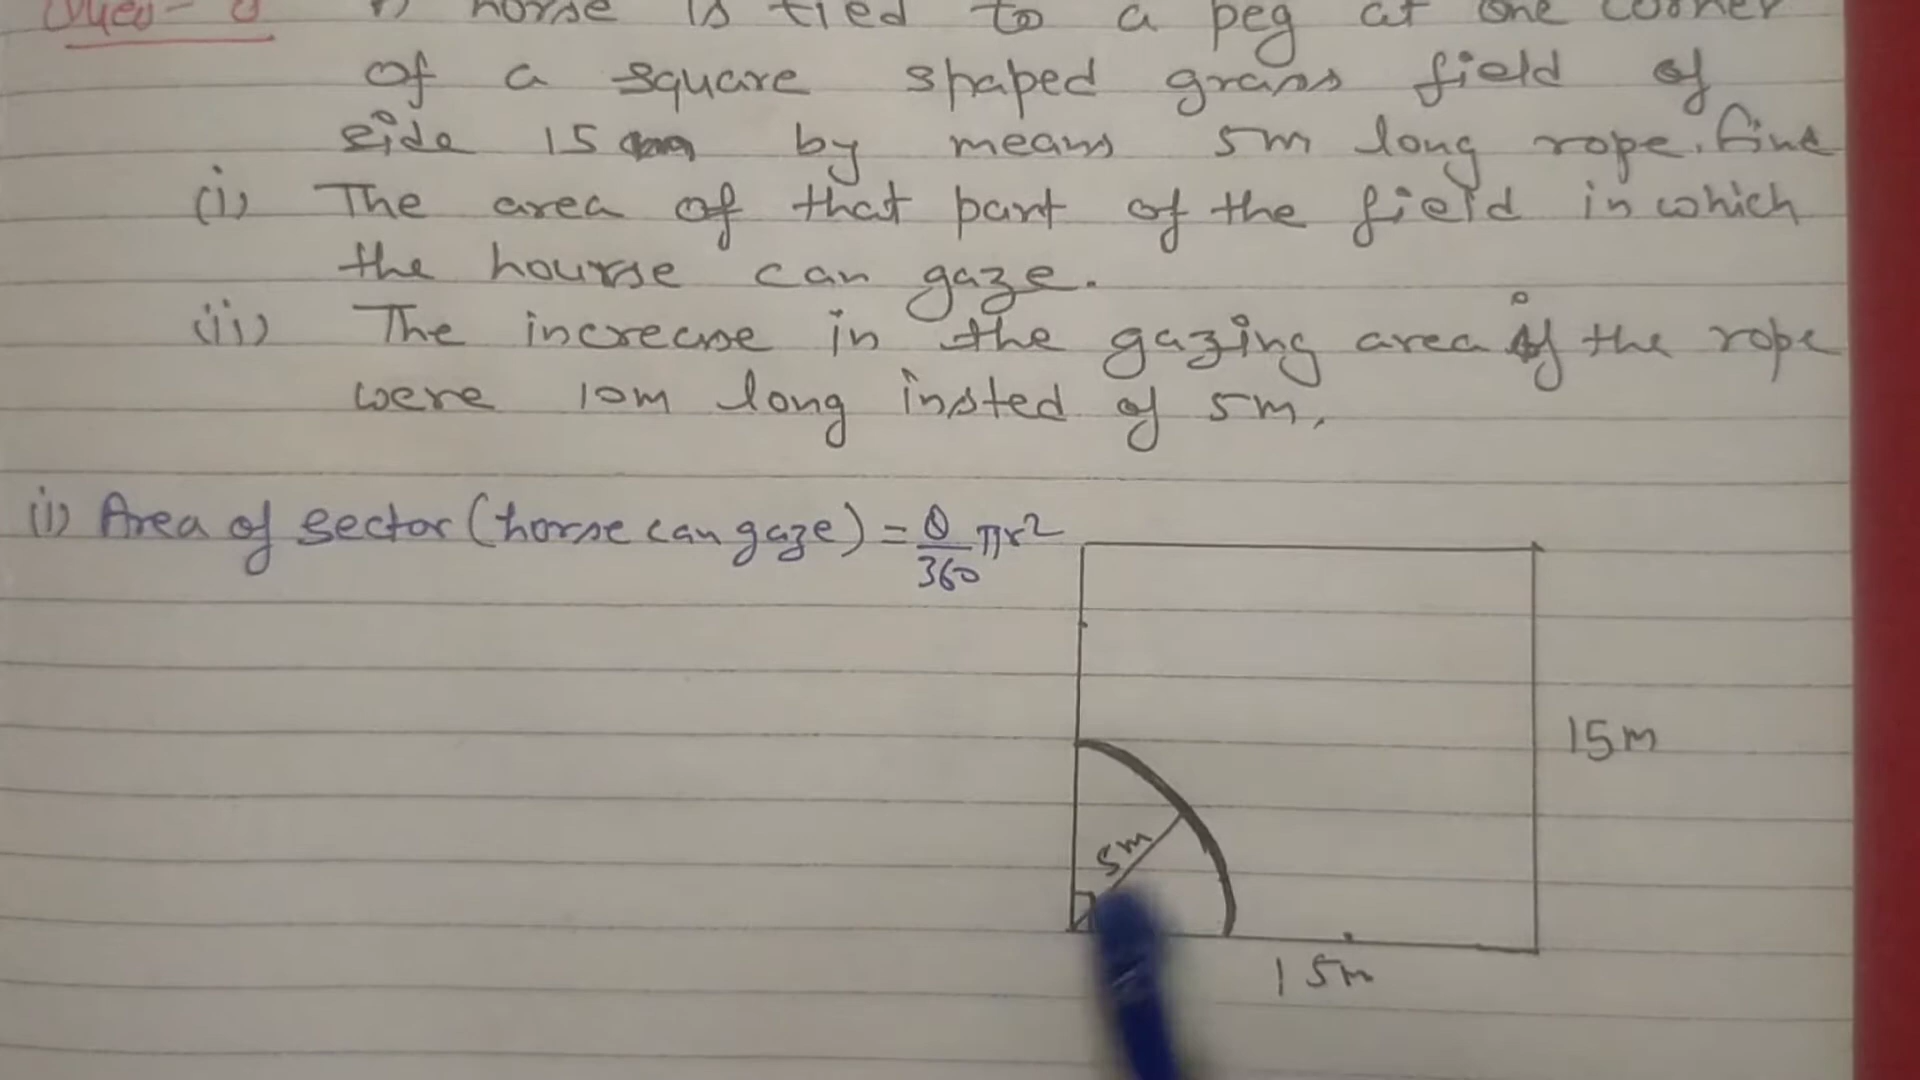 horse is tied to a peg at one corner
of a square shaped grass field of
side 15 by means 5m long rope. find
(i) The area of that part of the field in which
the hourse can gaze.
(ii) The increase in the gazing area if the rope
were 10m long insted of 5m.
(i) Area of sector (horse can gaze) = θ/360 πr²
15m
5m
15m